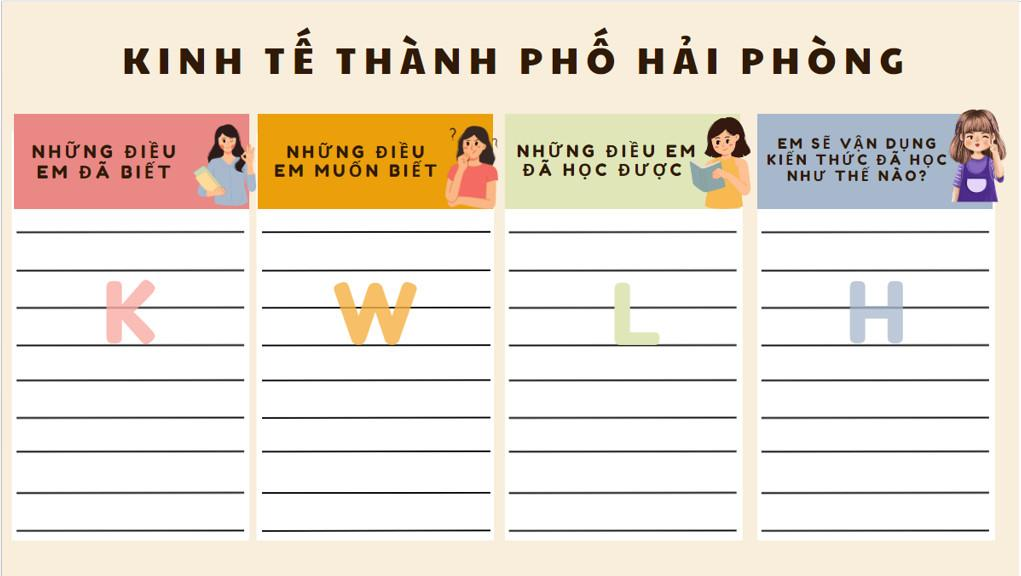 KINH TẾ THÀNH PHỐ HẢI PHÒNG
NHỮNG ĐIỀU
EM ĐÃ BIẾT
NHỮNG ĐIỀU
EM MUỐN BIẾT
?
NHỮNG ĐIỀU EM
ĐÃ HỌC ĐƯỢC
EM SẼ VẬN DỤNG
KIẾN THỨC ĐÃ HỌC
NHƯ THẾ NÀO?
K
W
L
H